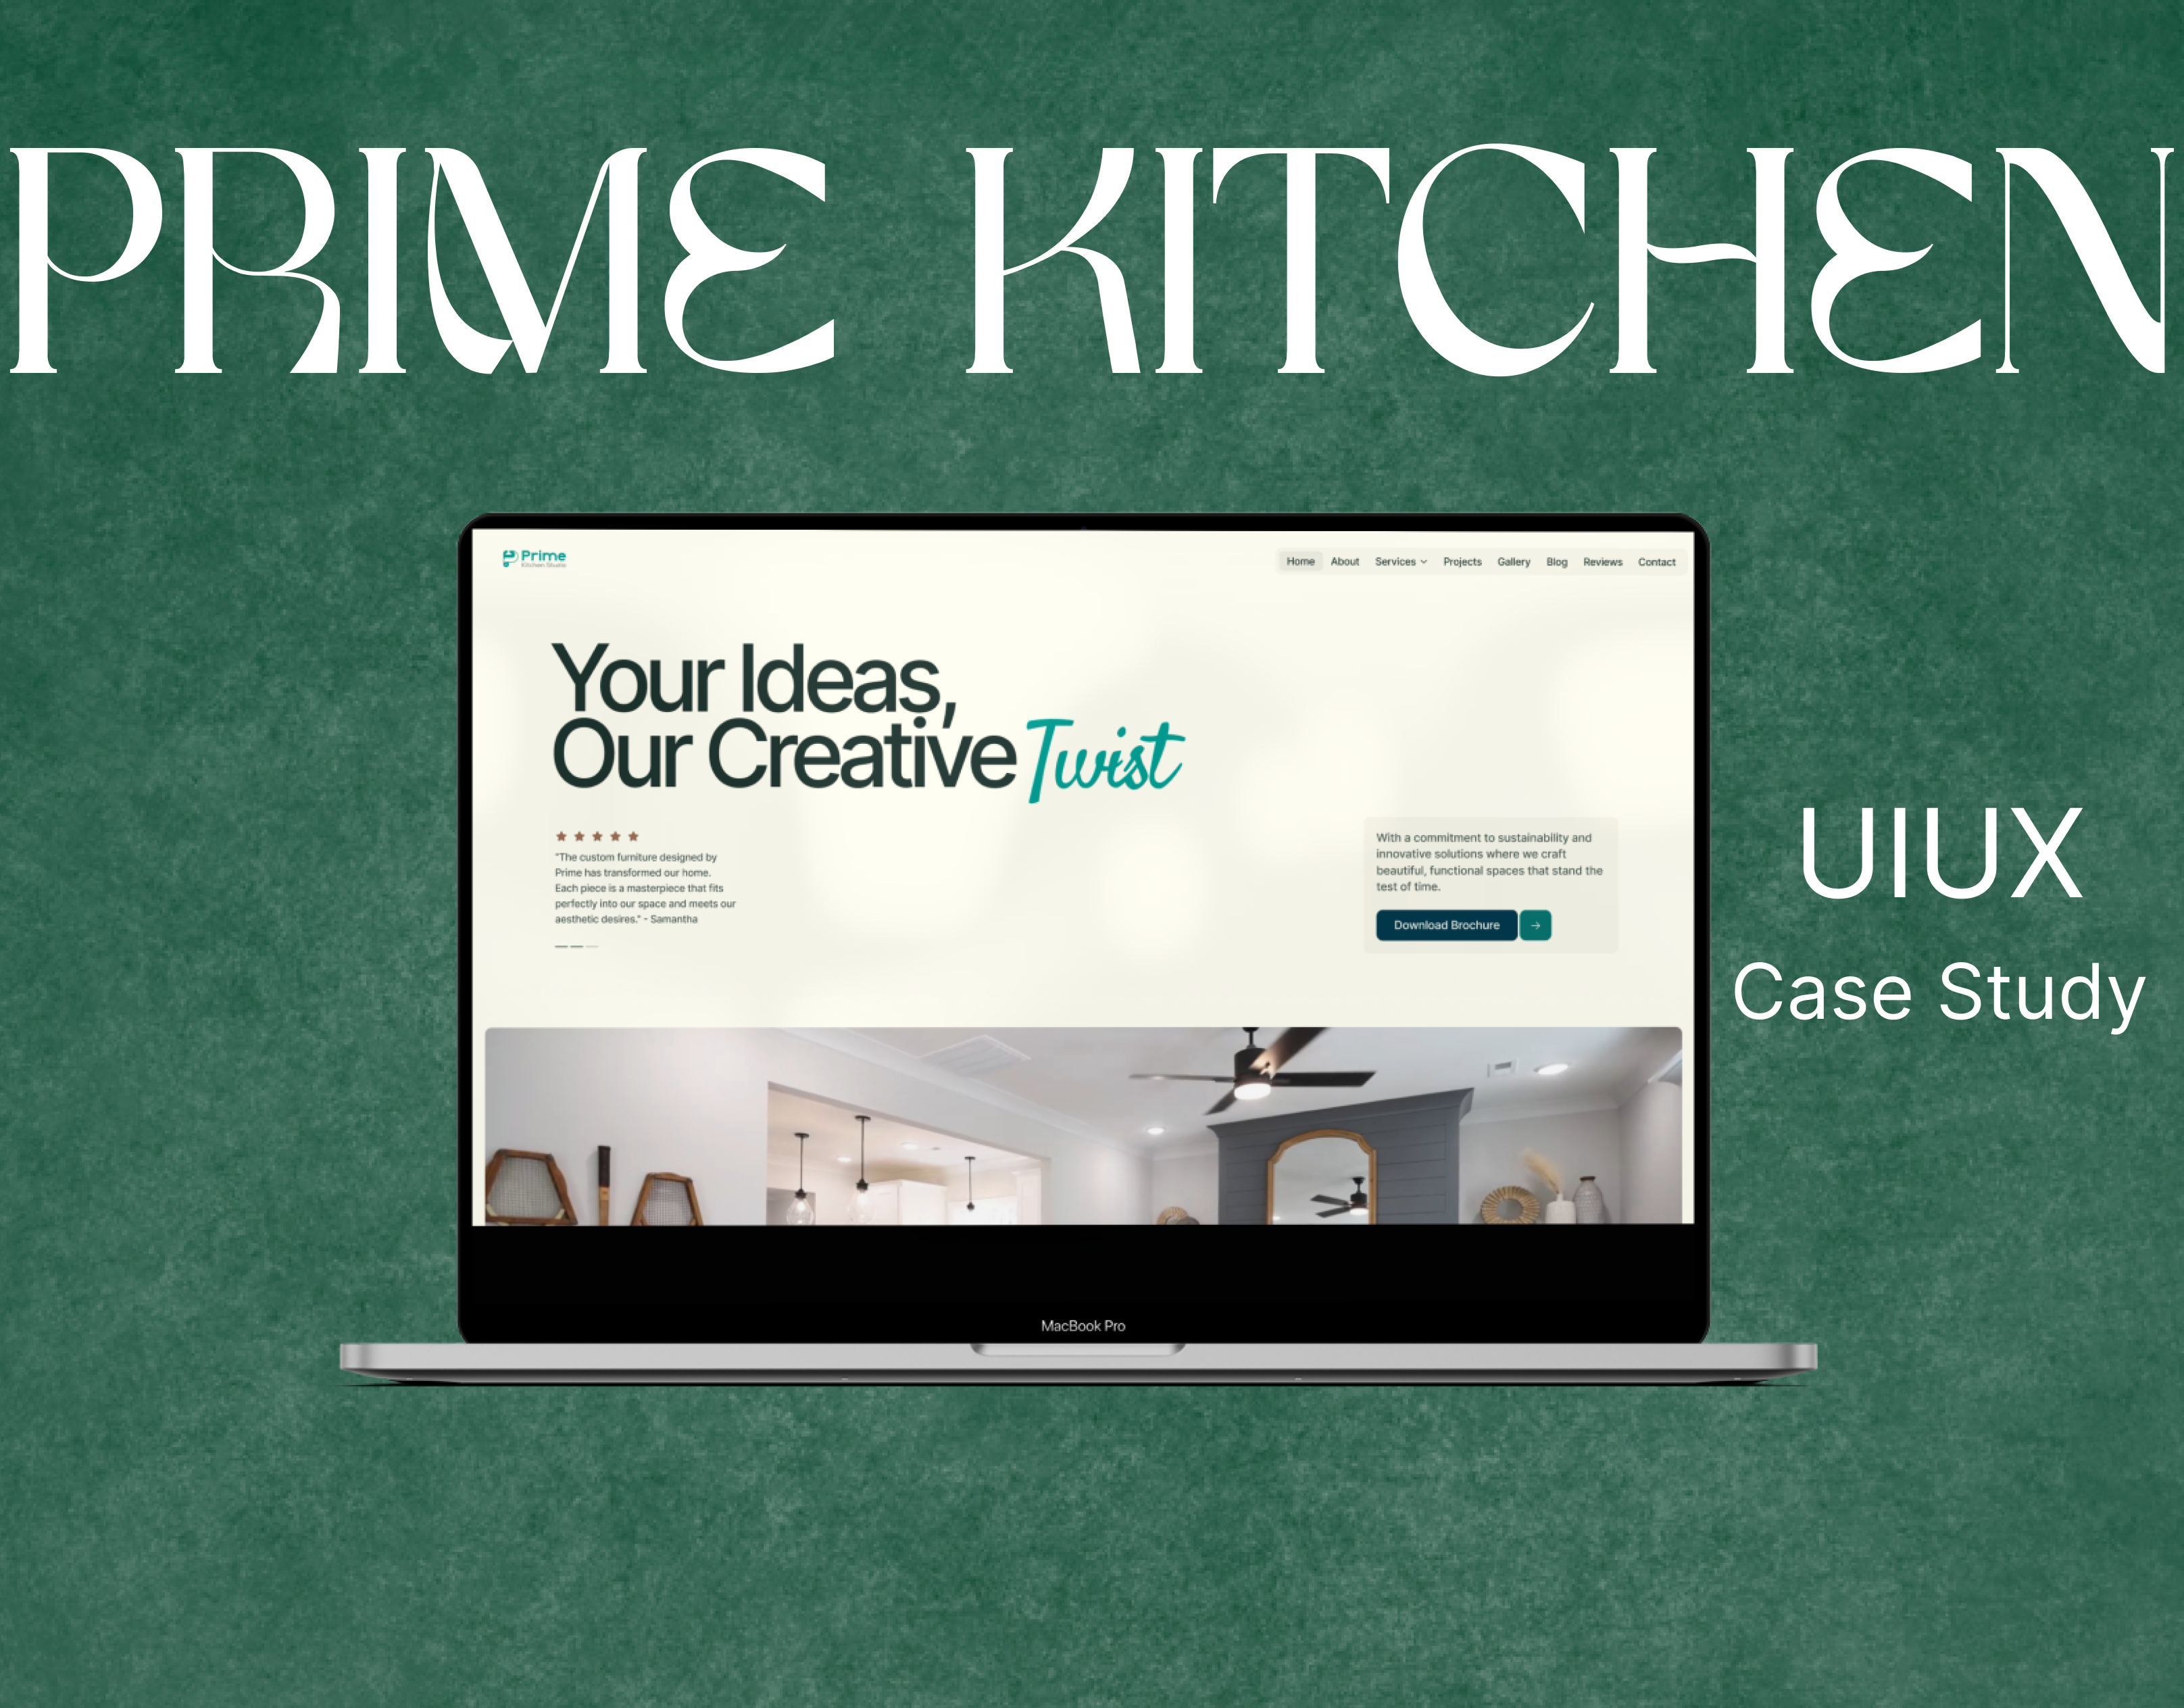 PRIME KITCHEN
Prime
Kitchen Studio
Home About Services Projects Gallery Blog Reviews Contact
Your Ideas,
Our Creative Twist
"The custom furniture designed by
Prime has transformed our home.
Each piece is a masterpiece that fits
perfectly into our space and meets our
aesthetic desires." - Samantha
With a commitment to sustainability and
innovative solutions where we craft
beautiful, functional spaces that stand the
test of time.
Download Brochure
UIUX
Case Study
MacBook Pro